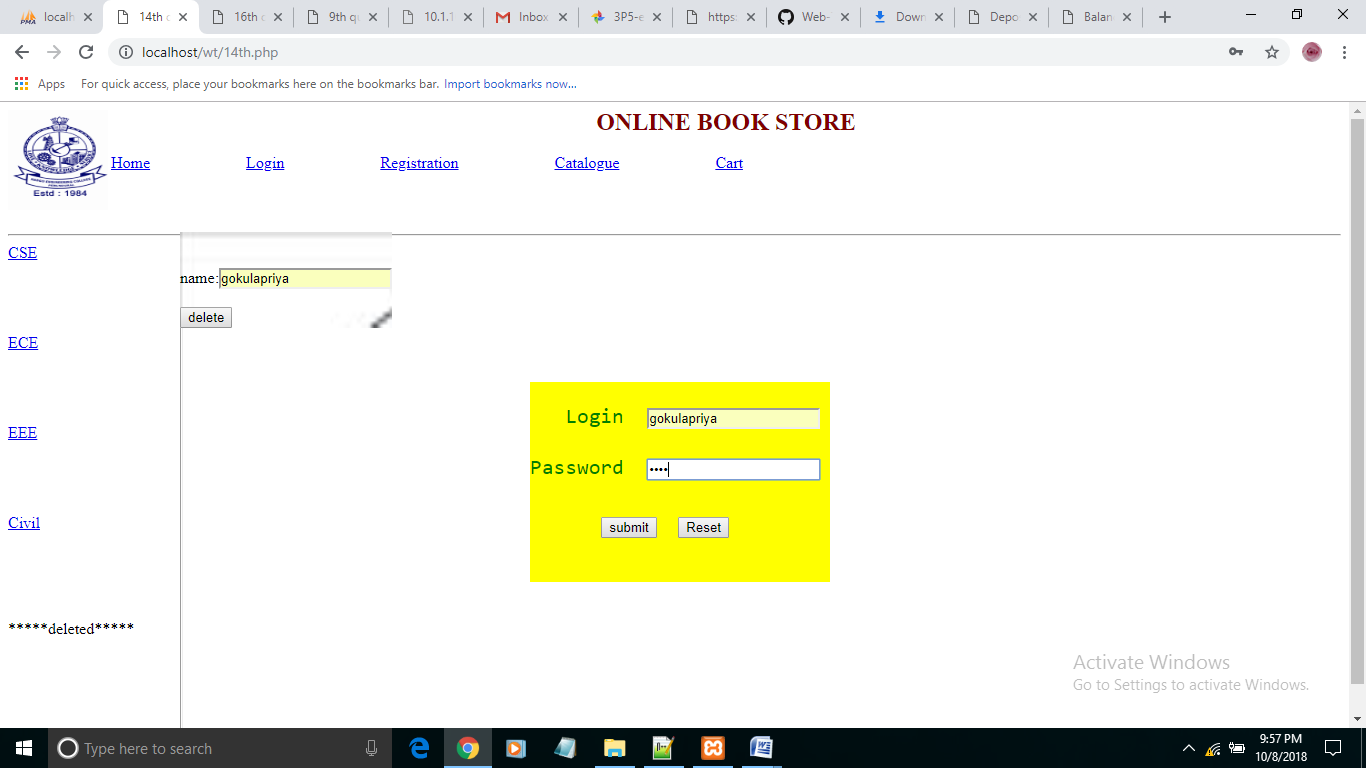 localh
14th c
16th c
9th qu
10.1.1
Inbox
3P5-e
https:
Web-
Down
Depo
Balan
localhost/wt/14th.php
Apps For quick access, place your bookmarks here on the bookmarks bar. Import bookmarks now...
ONLINE BOOK STORE
Home Login Registration Catalogue Cart
Estd : 1984
CSE
name: gokulapriya
delete
ECE
Login gokulapriya
EEE
Password ••••
Civil
submit Reset
*****deleted*****
Activate Windows
Go to Settings to activate Windows.
Type here to search
9:57 PM
10/8/2018